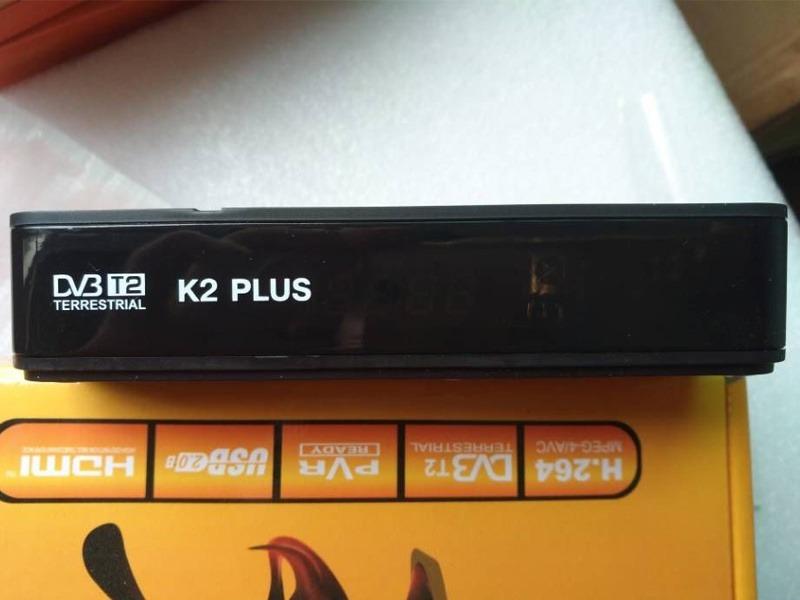 DVB T2
TERRESTRIAL
K2 PLUS
H.264
MPEG-4/AVC
DVB T2
TERRESTRIAL
PVR
READY
USB 2.0
HDMI